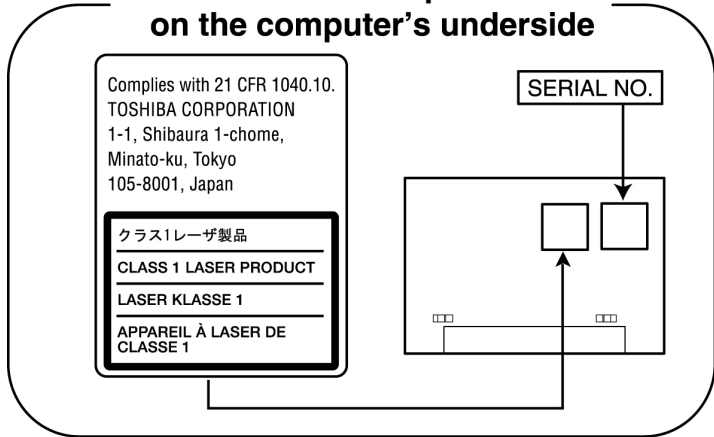 on the computer's underside
Complies with 21 CFR 1040.10.
TOSHIBA CORPORATION
1-1, Shibaura 1-chome,
Minato-ku, Tokyo
105-8001, Japan
クラス1レーザ製品
CLASS 1 LASER PRODUCT
LASER KLASSE 1
APPAREIL À LASER DE
CLASSE 1
SERIAL NO.